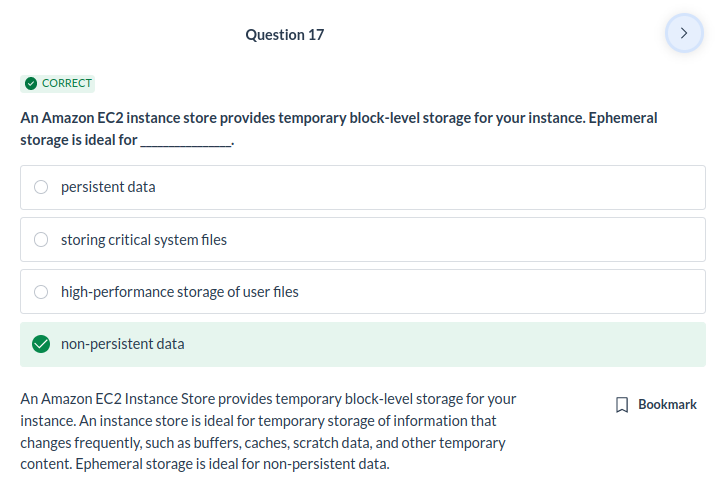 Question 17
CORRECT
An Amazon EC2 instance store provides temporary block-level storage for your instance. Ephemeral
storage is ideal for _______________.
persistent data
storing critical system files
high-performance storage of user files
non-persistent data
An Amazon EC2 Instance Store provides temporary block-level storage for your
instance. An instance store is ideal for temporary storage of information that
changes frequently, such as buffers, caches, scratch data, and other temporary
content. Ephemeral storage is ideal for non-persistent data.
Bookmark